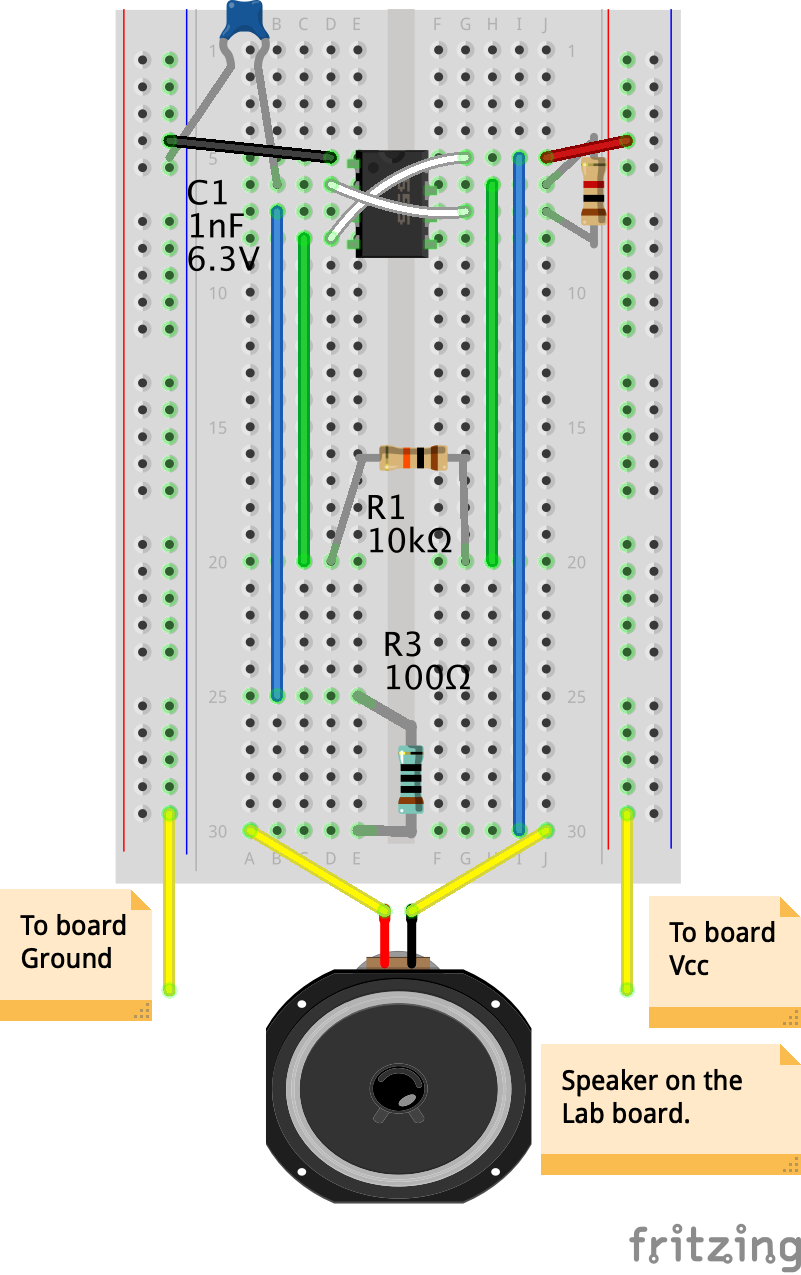 B C D E F G H I J
1 1
5
C1
1nF
6.3V
555
10 10
15 15
R1
10kΩ
20 20
R3
100Ω
25 25
30 30
A B C D E F G H I J
To board
Ground
To board
Vcc
Speaker on the
Lab board.
fritzing